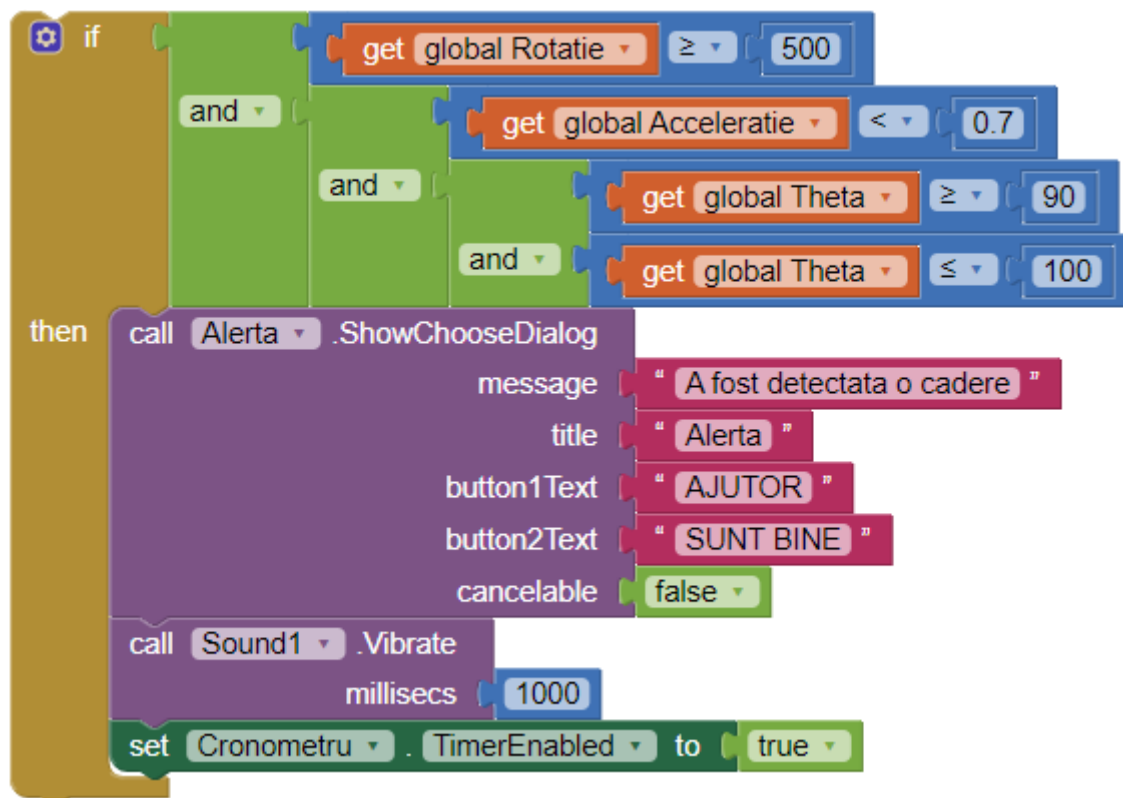 if get global Rotatie ≥ 500
and get global Acceleratie < 0.7
and get global Theta ≥ 90
and get global Theta ≤ 100
then call Alerta .ShowChooseDialog
message “ A fost detectata o cadere ”
title “ Alerta ”
button1Text “ AJUTOR ”
button2Text “ SUNT BINE ”
cancelable false
call Sound1 .Vibrate
millisecs 1000
set Cronometru . TimerEnabled to true